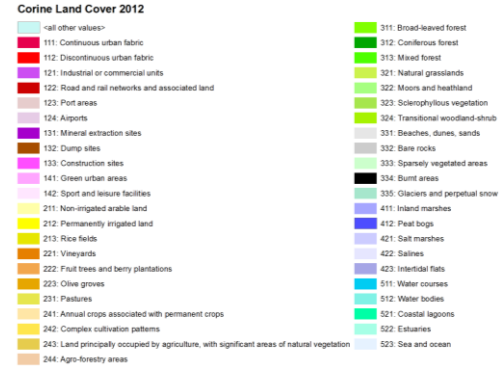 Corine Land Cover 2012
<all other values>
111: Continuous urban fabric
112: Discontinuous urban fabric
121: Industrial or commercial units
122: Road and rail networks and associated land
123: Port areas
124: Airports
131: Mineral extraction sites
132: Dump sites
133: Construction sites
141: Green urban areas
142: Sport and leisure facilities
211: Non-irrigated arable land
212: Permanently irrigated land
213: Rice fields
221: Vineyards
222: Fruit trees and berry plantations
223: Olive groves
231: Pastures
241: Annual crops associated with permanent crops
242: Complex cultivation patterns
243: Land principally occupied by agriculture, with significant areas of natural vegetation
244: Agro-forestry areas
311: Broad-leaved forest
312: Coniferous forest
313: Mixed forest
321: Natural grasslands
322: Moors and heathland
323: Sclerophyllous vegetation
324: Transitional woodland-shrub
331: Beaches, dunes, sands
332: Bare rocks
333: Sparsely vegetated areas
334: Burnt areas
335: Glaciers and perpetual snow
411: Inland marshes
412: Peat bogs
421: Salt marshes
422: Salines
423: Intertidal flats
511: Water courses
512: Water bodies
521: Coastal lagoons
522: Estuaries
523: Sea and ocean